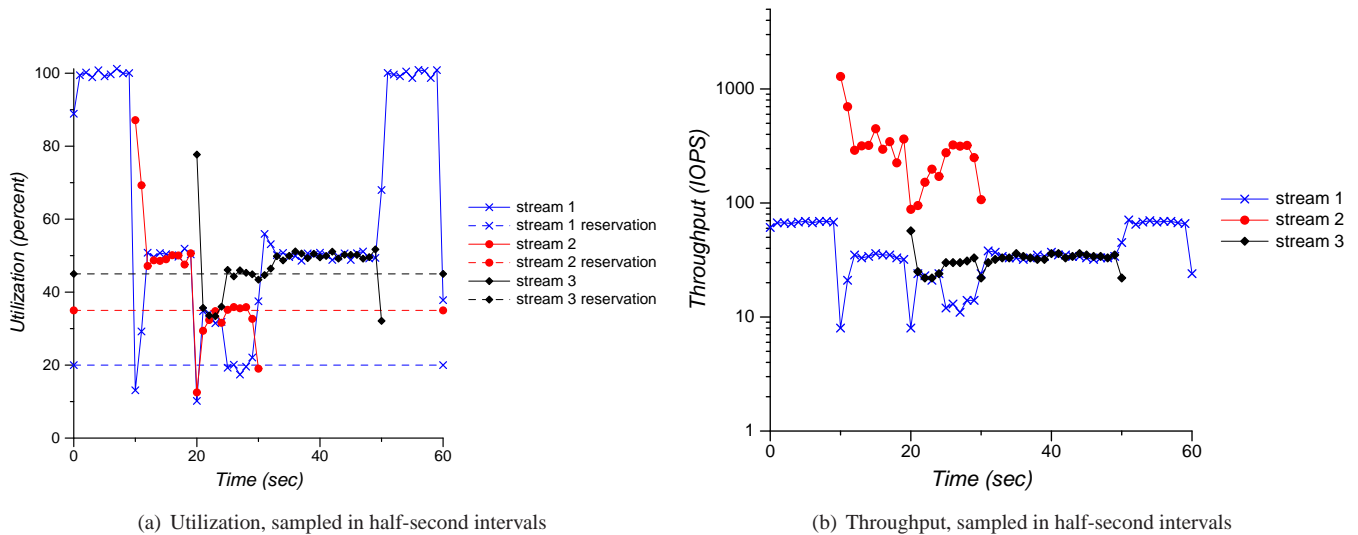 100
80
60
40
20
0
0
20
40
60
Utilization (percent)
Time (sec)
stream 1
stream 1 reservation
stream 2
stream 2 reservation
stream 3
stream 3 reservation
(a) Utilization, sampled in half-second intervals
1000
100
10
1
0
20
40
60
Throughput (IOPS)
Time (sec)
stream 1
stream 2
stream 3
(b) Throughput, sampled in half-second intervals